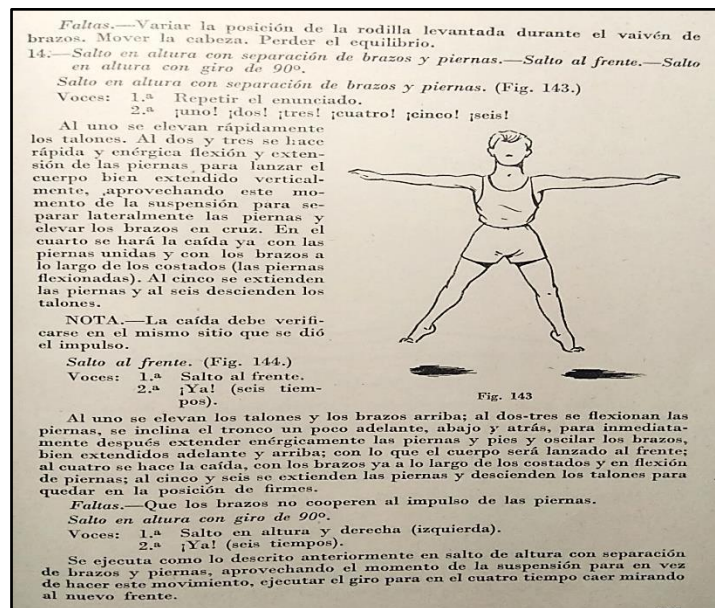 Faltas.—Variar la posición de la rodilla levantada durante el vaivén de
brazos. Mover la cabeza. Perder el equilibrio.
14.—Salto en altura con separación de brazos y piernas.—Salto al frente.—Salto
en altura con giro de 90º.
Salto en altura con separación de brazos y piernas. (Fig. 143.)
Voces: 1.ª Repetir el enunciado.
2.ª ¡uno! ¡dos! ¡tres! ¡cuatro! ¡cinco! ¡seis!
Al uno se elevan rápidamente
los talones. Al dos y tres se hace
rápida y enérgica flexión y exten-
sión de las piernas para lanzar el
cuerpo bien extendido vertical-
mente, aprovechando este mo-
mento de la suspensión para se-
parar lateralmente las piernas y
elevar los brazos en cruz. En el
cuarto se hará la caída ya con las
piernas unidas y con los brazos a
lo largo de los costados (las piernas
flexionadas). Al cinco se extienden
las piernas y al seis descienden los
talones.
NOTA.—La caída debe verifi-
carse en el mismo sitio que se dió
el impulso.
Salto al frente. (Fig. 144.)
Voces: 1.ª Salto al frente.
2.ª ¡Ya! (seis tiem-
pos).
Fig. 143
Al uno se elevan los talones y los brazos arriba; al dos-tres se flexionan las
piernas, se inclina el tronco un poco adelante, abajo y atrás, para inmediata-
mente después extender enérgicamente las piernas y pies y oscilar los brazos,
bien extendidos adelante y arriba; con lo que el cuerpo será lanzado al frente;
al cuatro se hace la caída, con los brazos ya a lo largo de los costados y en flexión
de piernas; al cinco y seis se extienden las piernas y descienden los talones para
quedar en la posición de firmes.
Faltas.—Que los brazos no cooperen al impulso de las piernas.
Salto en altura con giro de 90º.
Voces: 1.ª Salto en altura y derecha (izquierda).
2.ª ¡Ya! (seis tiempos).
Se ejecuta como lo descrito anteriormente en salto de altura con separación
de brazos y piernas, aprovechando el momento de la suspensión para en vez
de hacer este movimiento, ejecutar el giro para en el cuatro tiempo caer mirando
al nuevo frente.